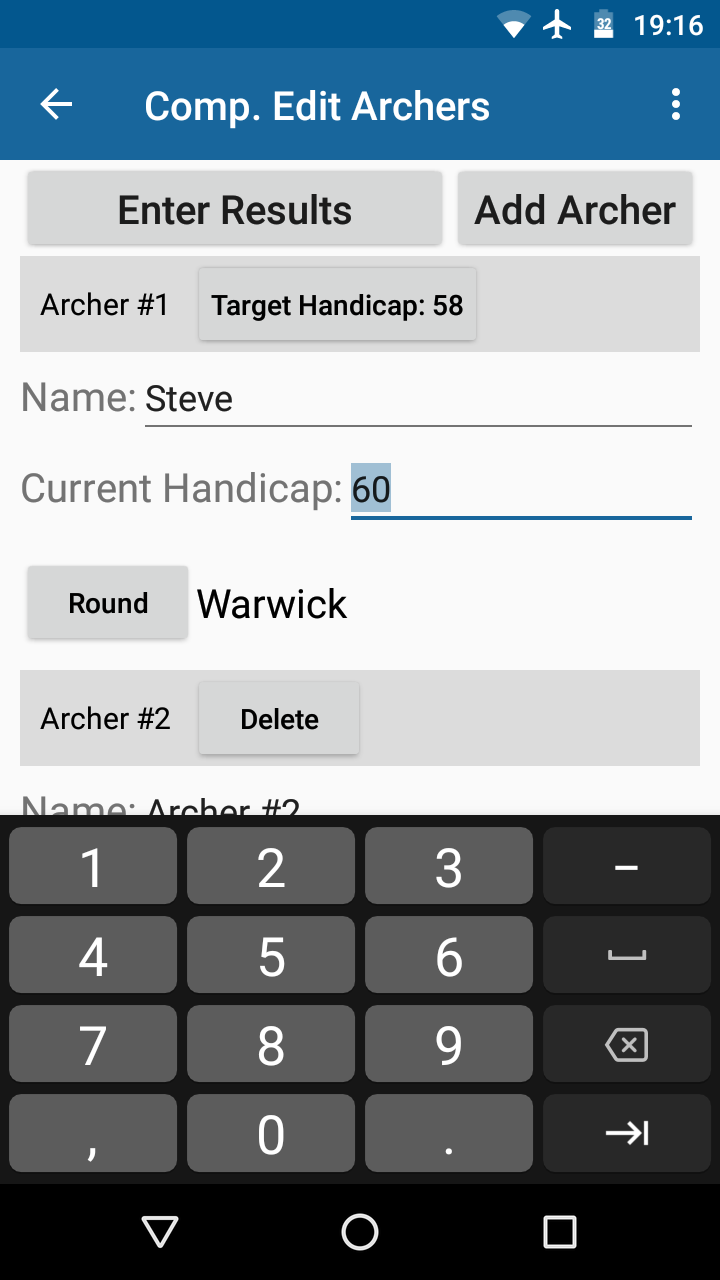 32 19:16
Comp. Edit Archers
Enter Results Add Archer
Archer #1 Target Handicap: 58
Name: Steve
Current Handicap: 60
Round Warwick
Archer #2 Delete
Name: Archer #2
1 2 3 –
4 5 6
7 8 9
, 0 .